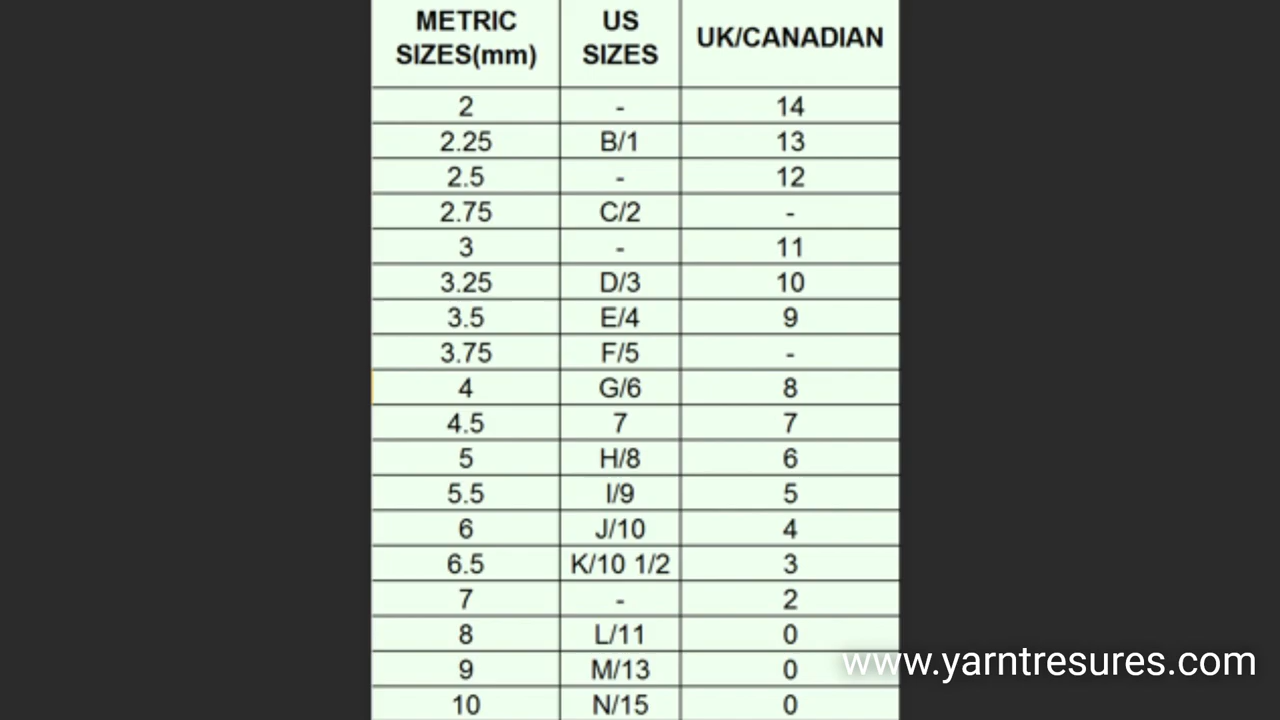 METRIC SIZES(mm) US SIZES UK/CANADIAN
2 - 14
2.25 B/1 13
2.5 - 12
2.75 C/2 -
3 - 11
3.25 D/3 10
3.5 E/4 9
3.75 F/5 -
4 G/6 8
4.5 7 7
5 H/8 6
5.5 I/9 5
6 J/10 4
6.5 K/10 1/2 3
7 - 2
8 L/11 0
9 M/13 0
10 N/15 0
www.yarntresures.com